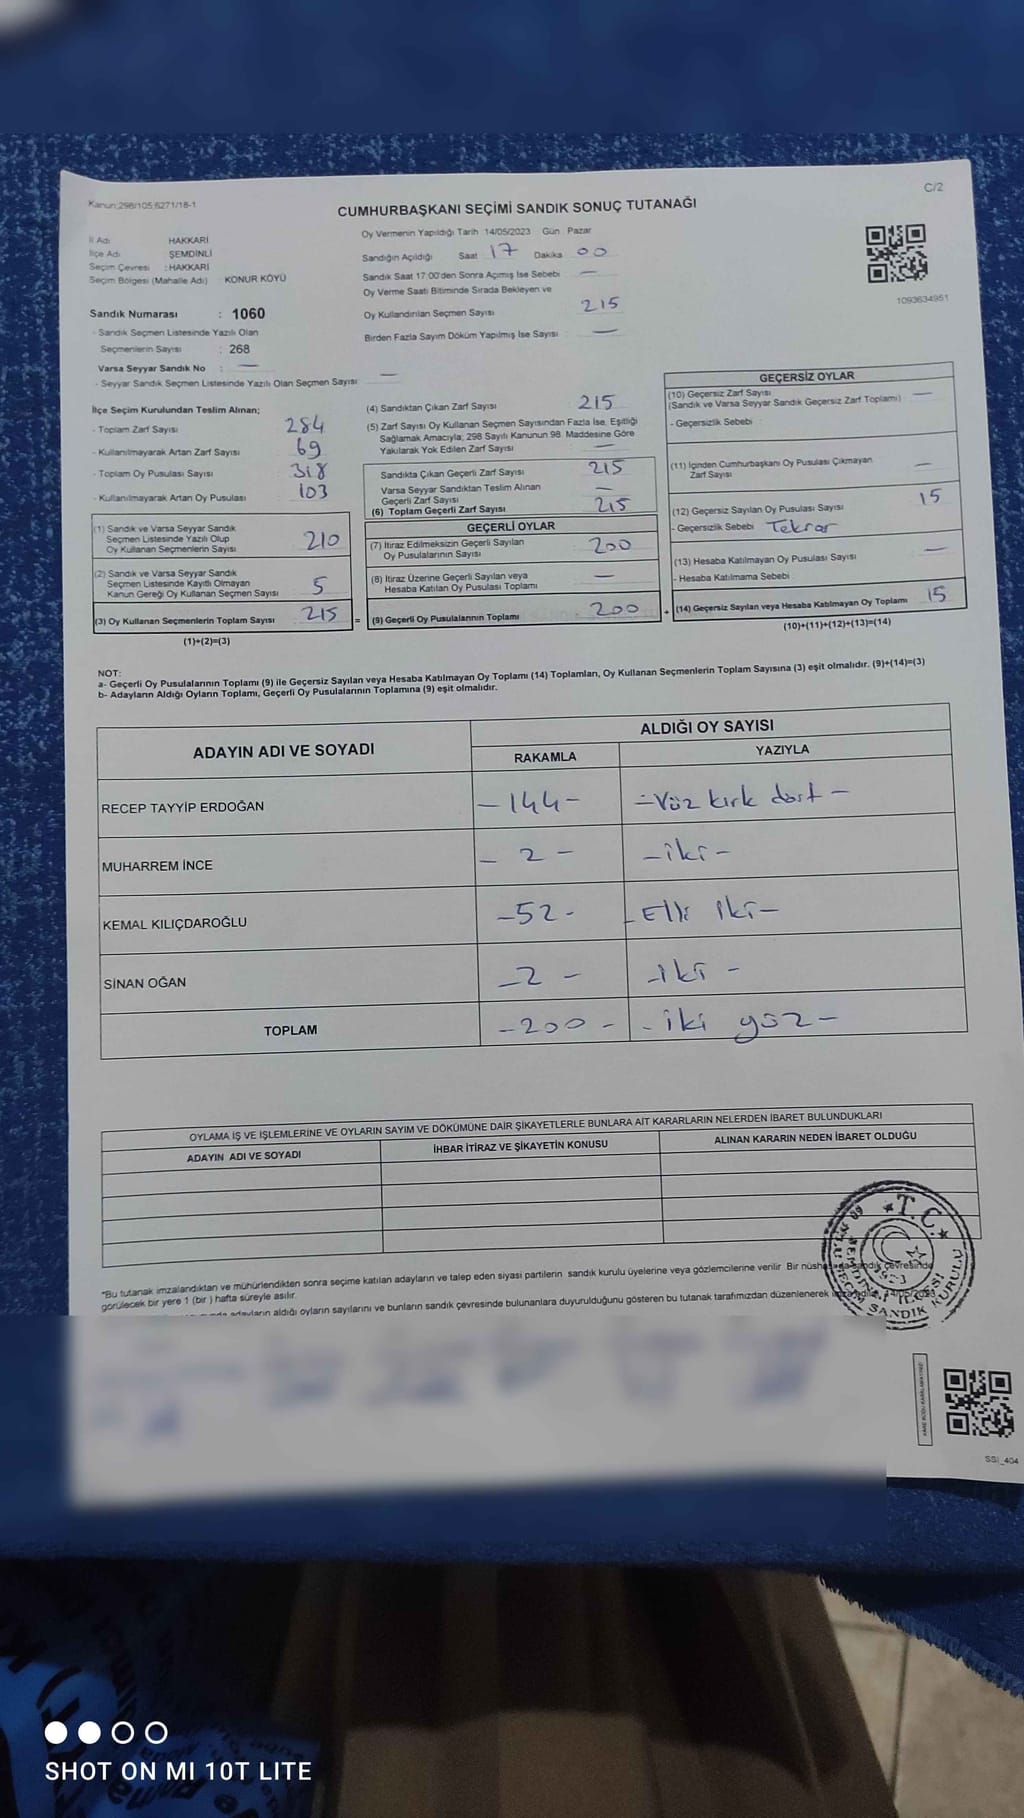 Kanun:298/105;6271/18-1
C/2
CUMHURBAŞKANI SEÇİMİ SANDIK SONUÇ TUTANAĞI
İl Adı HAKKARİ
İlçe Adı ŞEMDİNLİ
Seçim Çevresi : HAKKARİ
Seçim Bölgesi (Mahalle Adı) : KONUR KÖYÜ
Sandık Numarası : 1060
- Sandık Seçmen Listesinde Yazılı Olan
Seçmenlerin Sayısı : 268
Varsa Seyyar Sandık No : —
- Seyyar Sandık Seçmen Listesinde Yazılı Olan Seçmen Sayısı: —
Oy Vermenin Yapıldığı Tarih 14/05/2023 Gün : Pazar
Sandığın Açıldığı Saat 17 Dakika 00
Sandık Saat 17:00'den Sonra Açılmış İse Sebebi —
Oy Verme Saati Bitiminde Sırada Bekleyen ve
Oy Kullandırılan Seçmen Sayısı 215
Birden Fazla Sayım Döküm Yapılmış İse Sayısı : —
1093634951
İlçe Seçim Kurulundan Teslim Alınan;
- Toplam Zarf Sayısı 284
- Kullanılmayarak Artan Zarf Sayısı 69
- Toplam Oy Pusulası Sayısı 318
- Kullanılmayarak Artan Oy Pusulası 103
(1) Sandık ve Varsa Seyyar Sandık
Seçmen Listesinde Yazılı Olup
Oy Kullanan Seçmenlerin Sayısı 210
(2) Sandık ve Varsa Seyyar Sandık
Seçmen Listesinde Kayıtlı Olmayan
Kanun Gereği Oy Kullanan Seçmen Sayısı 5
(3) Oy Kullanan Seçmenlerin Toplam Sayısı 215
(1)+(2)=(3)
(4) Sandıktan Çıkan Zarf Sayısı 215
(5) Zarf Sayısı Oy Kullanan Seçmen Sayısından Fazla İse, Eşitliği
Sağlamak Amacıyla; 298 Sayılı Kanunun 98. Maddesine Göre
Yakılarak Yok Edilen Zarf Sayısı —
Sandıkta Çıkan Geçerli Zarf Sayısı 215
Varsa Seyyar Sandıktan Teslim Alınan
Geçerli Zarf Sayısı —
(6) Toplam Geçerli Zarf Sayısı 215
GEÇERLİ OYLAR
(7) İtiraz Edilmeksizin Geçerli Sayılan
Oy Pusulalarının Sayısı 200
(8) İtiraz Üzerine Geçerli Sayılan veya
Hesaba Katılan Oy Pusulası Toplamı —
= (9) Geçerli Oy Pusulalarının Toplamı 200 +
GEÇERSİZ OYLAR
(10) Geçersiz Zarf Sayısı
(Sandık ve Varsa Seyyar Sandık Geçersiz Zarf Toplamı) —
- Geçersizlik Sebebi :
(11) İçinden Cumhurbaşkanı Oy Pusulası Çıkmayan
Zarf Sayısı —
(12) Geçersiz Sayılan Oy Pusulası Sayısı 15
- Geçersizlik Sebebi Tekrar
(13) Hesaba Katılmayan Oy Pusulası Sayısı —
- Hesaba Katılmama Sebebi :
(14) Geçersiz Sayılan veya Hesaba Katılmayan Oy Toplamı 15
(10)+(11)+(12)+(13)=(14)
NOT:
a- Geçerli Oy Pusulalarının Toplamı (9) ile Geçersiz Sayılan veya Hesaba Katılmayan Oy Toplamı (14) Toplamları, Oy Kullanan Seçmenlerin Toplam Sayısına (3) eşit olmalıdır. (9)+(14)=(3)
b- Adayların Aldığı Oyların Toplamı, Geçerli Oy Pusulalarının Toplamına (9) eşit olmalıdır.
ADAYIN ADI VE SOYADI
ALDIĞI OY SAYISI
RAKAMLA YAZIYLA
RECEP TAYYİP ERDOĞAN -144- -Yüz kırk dört-
MUHARREM İNCE - 2 - -iki-
KEMAL KILIÇDAROĞLU -52- -Elli iki-
SİNAN OĞAN -2- -iki-
TOPLAM -200- -iki yüz-
OYLAMA İŞ VE İŞLEMLERİNE VE OYLARIN SAYIM VE DÖKÜMÜNE DAİR ŞİKAYETLERLE BUNLARA AİT KARARLARIN NELERDEN İBARET BULUNDUKLARI
ADAYIN ADI VE SOYADI İHBAR İTİRAZ VE ŞİKAYETİN KONUSU ALINAN KARARIN NEDEN İBARET OLDUĞU
*Bu tutanak imzalandıktan ve mühürlendikten sonra seçime katılan adayların ve talep eden siyasi partilerin sandık kurulu üyelerine veya gözlemcilerine verilir. Bir nüshası da sandık çevresinde
görülecek bir yere 1 (bir) hafta süreyle asılır.
adayların aldığı oyların sayılarını ve bunların sandık çevresinde bulunanlara duyurulduğunu gösteren bu tutanak tarafımızdan düzenlenerek imza edildi. 14/05/2023
T.C.
SANDIK KURULU
SSI_404
SHOT ON MI 10T LITE